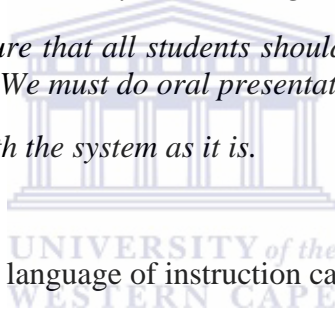 ure that all students should
We must do oral presentat
th the system as it is.
UNIVERSITY of the
language of instruction ca
WESTERN CAPE